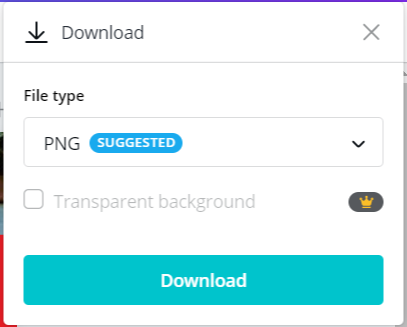 Download
File type
PNG SUGGESTED
Transparent background
Download